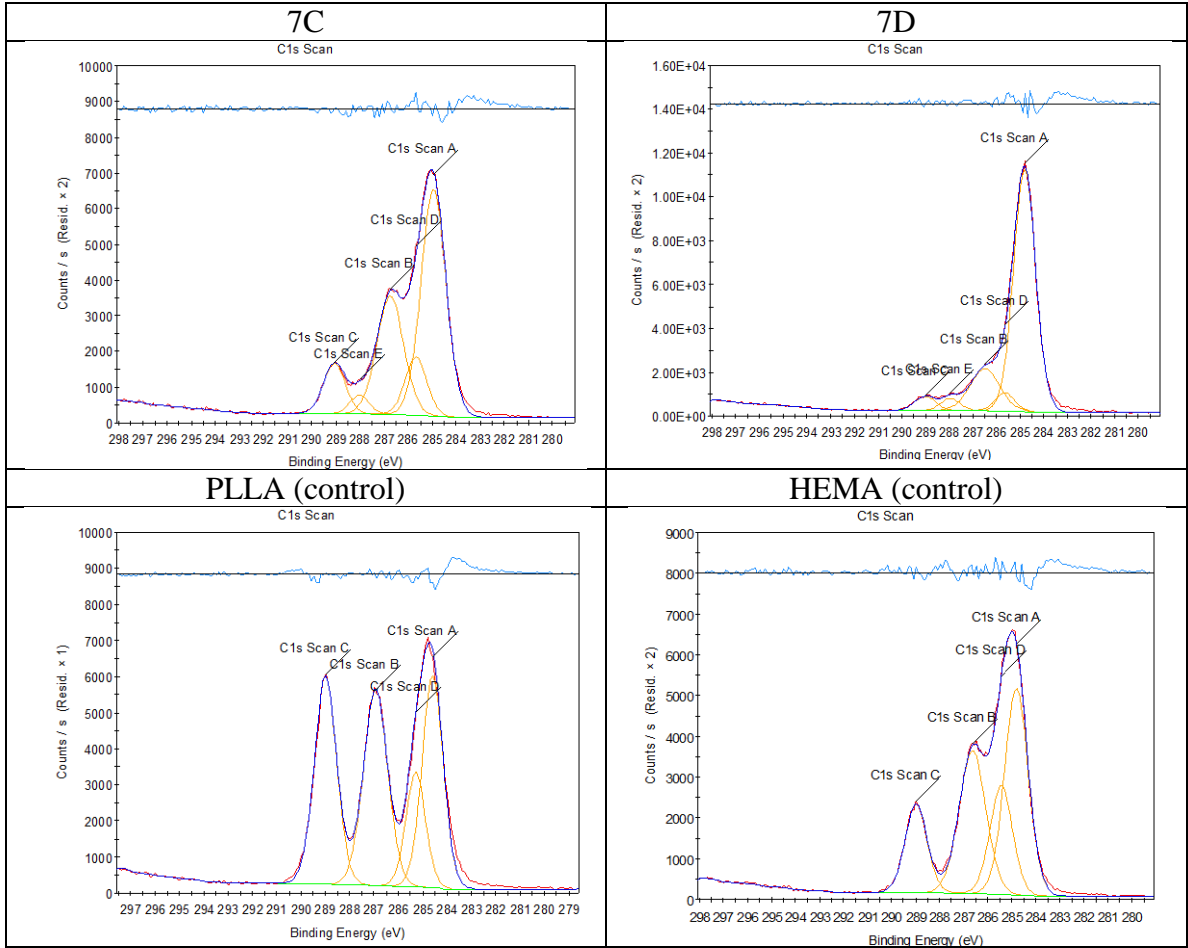 7C
7D
C1s Scan
10000
9000
8000
7000
6000
5000
4000
3000
2000
1000
0
Counts / s (Resid. × 2)
C1s Scan A
C1s Scan D
C1s Scan B
C1s Scan C
C1s Scan E
298 297 296 295 294 293 292 291 290 289 288 287 286 285 284 283 282 281 280
Binding Energy (eV)
C1s Scan
1.60E+04
1.40E+04
1.20E+04
1.00E+04
8.00E+03
6.00E+03
4.00E+03
2.00E+03
0.00E+00
Counts / s (Resid. × 2)
C1s Scan A
C1s Scan D
C1s Scan B
C1s Scan C
C1s Scan E
298 297 296 295 294 293 292 291 290 289 288 287 286 285 284 283 282 281 280
Binding Energy (eV)
PLLA (control)
HEMA (control)
C1s Scan
10000
9000
8000
7000
6000
5000
4000
3000
2000
1000
0
Counts / s (Resid. × 1)
C1s Scan A
C1s Scan C
C1s Scan B
C1s Scan D
297 296 295 294 293 292 291 290 289 288 287 286 285 284 283 282 281 280 279
Binding Energy (eV)
C1s Scan
9000
8000
7000
6000
5000
4000
3000
2000
1000
0
Counts / s (Resid. × 2)
C1s Scan A
C1s Scan D
C1s Scan B
C1s Scan C
298 296 295 294 293 292 291 290 289 288 287 286 285 284 283 282 281 280
Binding Energy (eV)